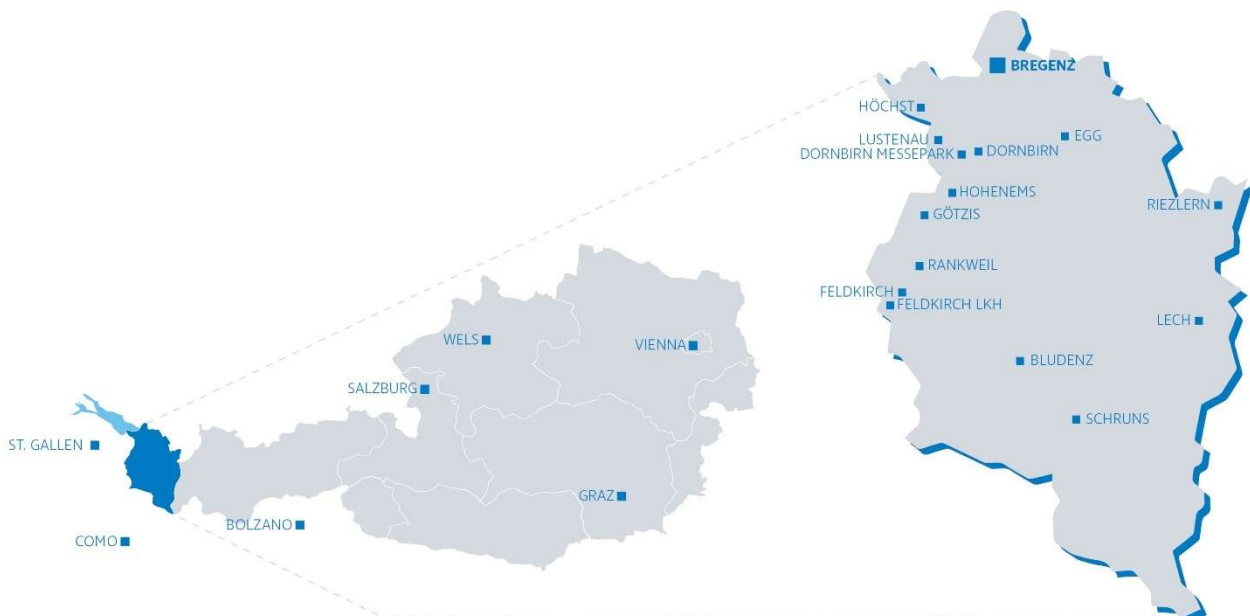 BREGENZ
HÖCHST
LUSTENAU
EGG
DORNBIRN MESSEPARK
DORNBIRN
HOHENEMS
RIEZLERN
GÖTZIS
RANKWEIL
FELDKIRCH
FELDKIRCH LKH
LECH
BLUDENZ
SCHRUNS
WELS
VIENNA
SALZBURG
ST. GALLEN
GRAZ
BOLZANO
COMO